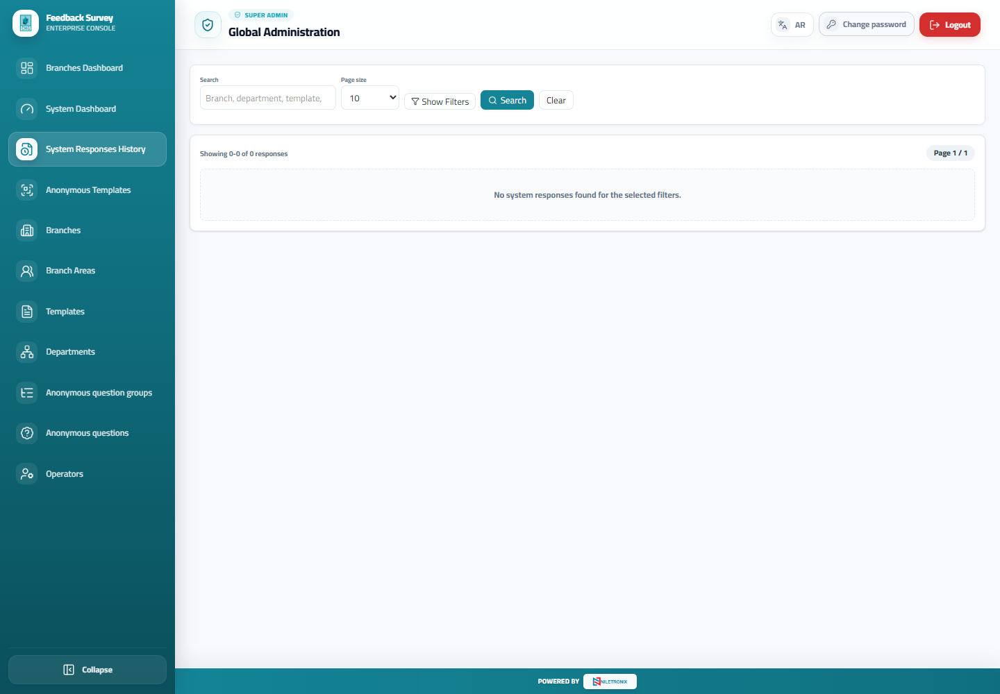 Feedback Survey
ENTERPRISE CONSOLE
Branches Dashboard
System Dashboard
System Responses History
Anonymous Templates
Branches
Branch Areas
Templates
Departments
Anonymous question groups
Anonymous questions
Operators
Collapse
SUPER ADMIN
Global Administration
AR
Change password
Logout
Search
Page size
Branch, department, template,
10
Show Filters
Search
Clear
Showing 0-0 of 0 responses
Page 1 / 1
No system responses found for the selected filters.
POWERED BY
NILETRONIX